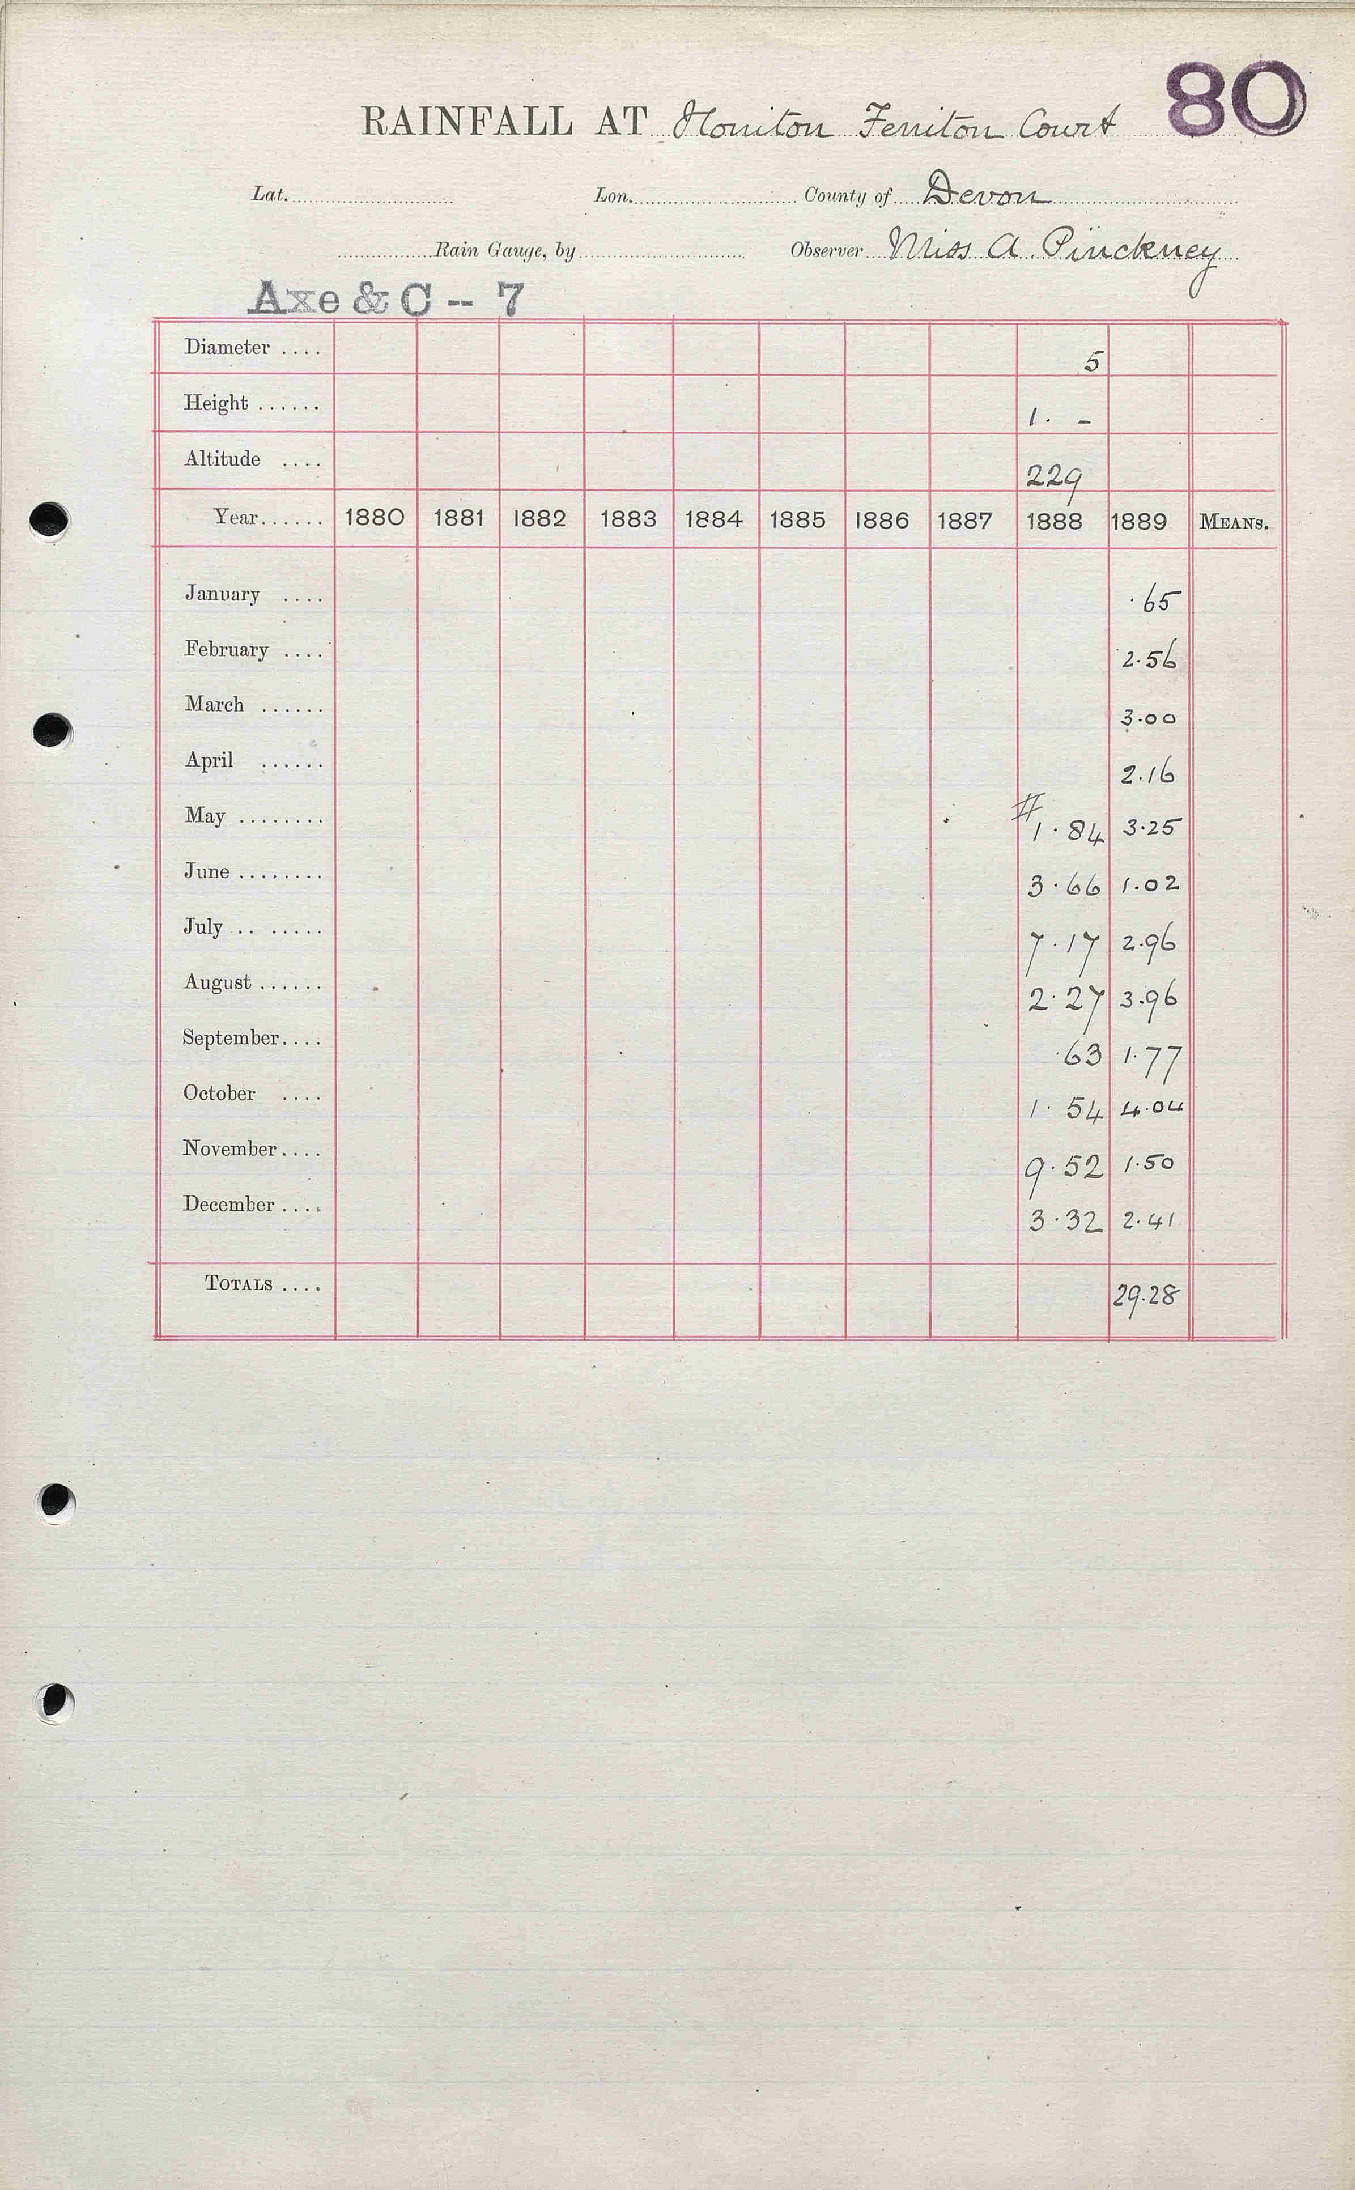 80
RAINFALL AT Honiton Feniton Court
Lat. Lon. County of Devon
Rain Gauge, by Observer Miss A. Pinckney
Axe & C -- 7
Diameter .... 5
Height ...... 1. -
Altitude .... 229
Year...... 1880 1881 1882 1883 1884 1885 1886 1887 1888 1889 MEANS.
January .... .65
February .... 2.56
March ...... 3.00
April ...... 2.16
May ........ # 1.84 3.25
June ........ 3.66 1.02
July .. ..... 7.17 2.96
August ...... 2.27 3.96
September.... .63 1.77
October .... 1.54 4.04
November.... 9.52 1.50
December .... 3.32 2.41
TOTALS .... 29.28